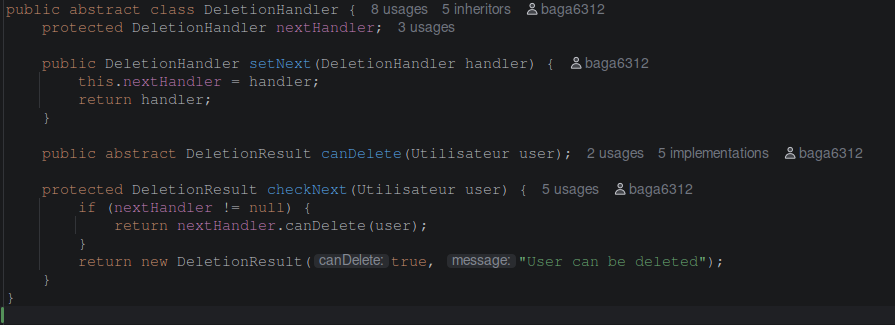 public abstract class DeletionHandler { 8 usages 5 inheritors baga6312
protected DeletionHandler nextHandler; 3 usages
public DeletionHandler setNext(DeletionHandler handler) { baga6312
this.nextHandler = handler;
return handler;
}
public abstract DeletionResult canDelete(Utilisateur user); 2 usages 5 implementations baga6312
protected DeletionResult checkNext(Utilisateur user) { 5 usages baga6312
if (nextHandler != null) {
return nextHandler.canDelete(user);
}
return new DeletionResult( canDelete: true, message: "User can be deleted");
}
}